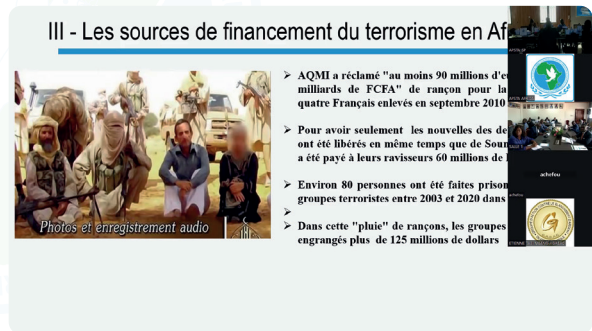 III - Les sources de financement du terrorisme en Af
➢ AQMI a réclamé "au moins 90 millions d'e
milliards de FCFA" de rançon pour la
quatre Français enlevés en septembre 2010
➢ Pour avoir seulement les nouvelles des de
ont été libérés en même temps que de Sou
a été payé à leurs ravisseurs 60 millions de
➢ Environ 80 personnes ont été faites prison
groupes terroristes entre 2003 et 2020 dans
➢
➢ Dans cette "pluie" de rançons, les groupes
engrangés plus de 125 millions de dollars
Photos et enregistrement audio
achefou
achefou